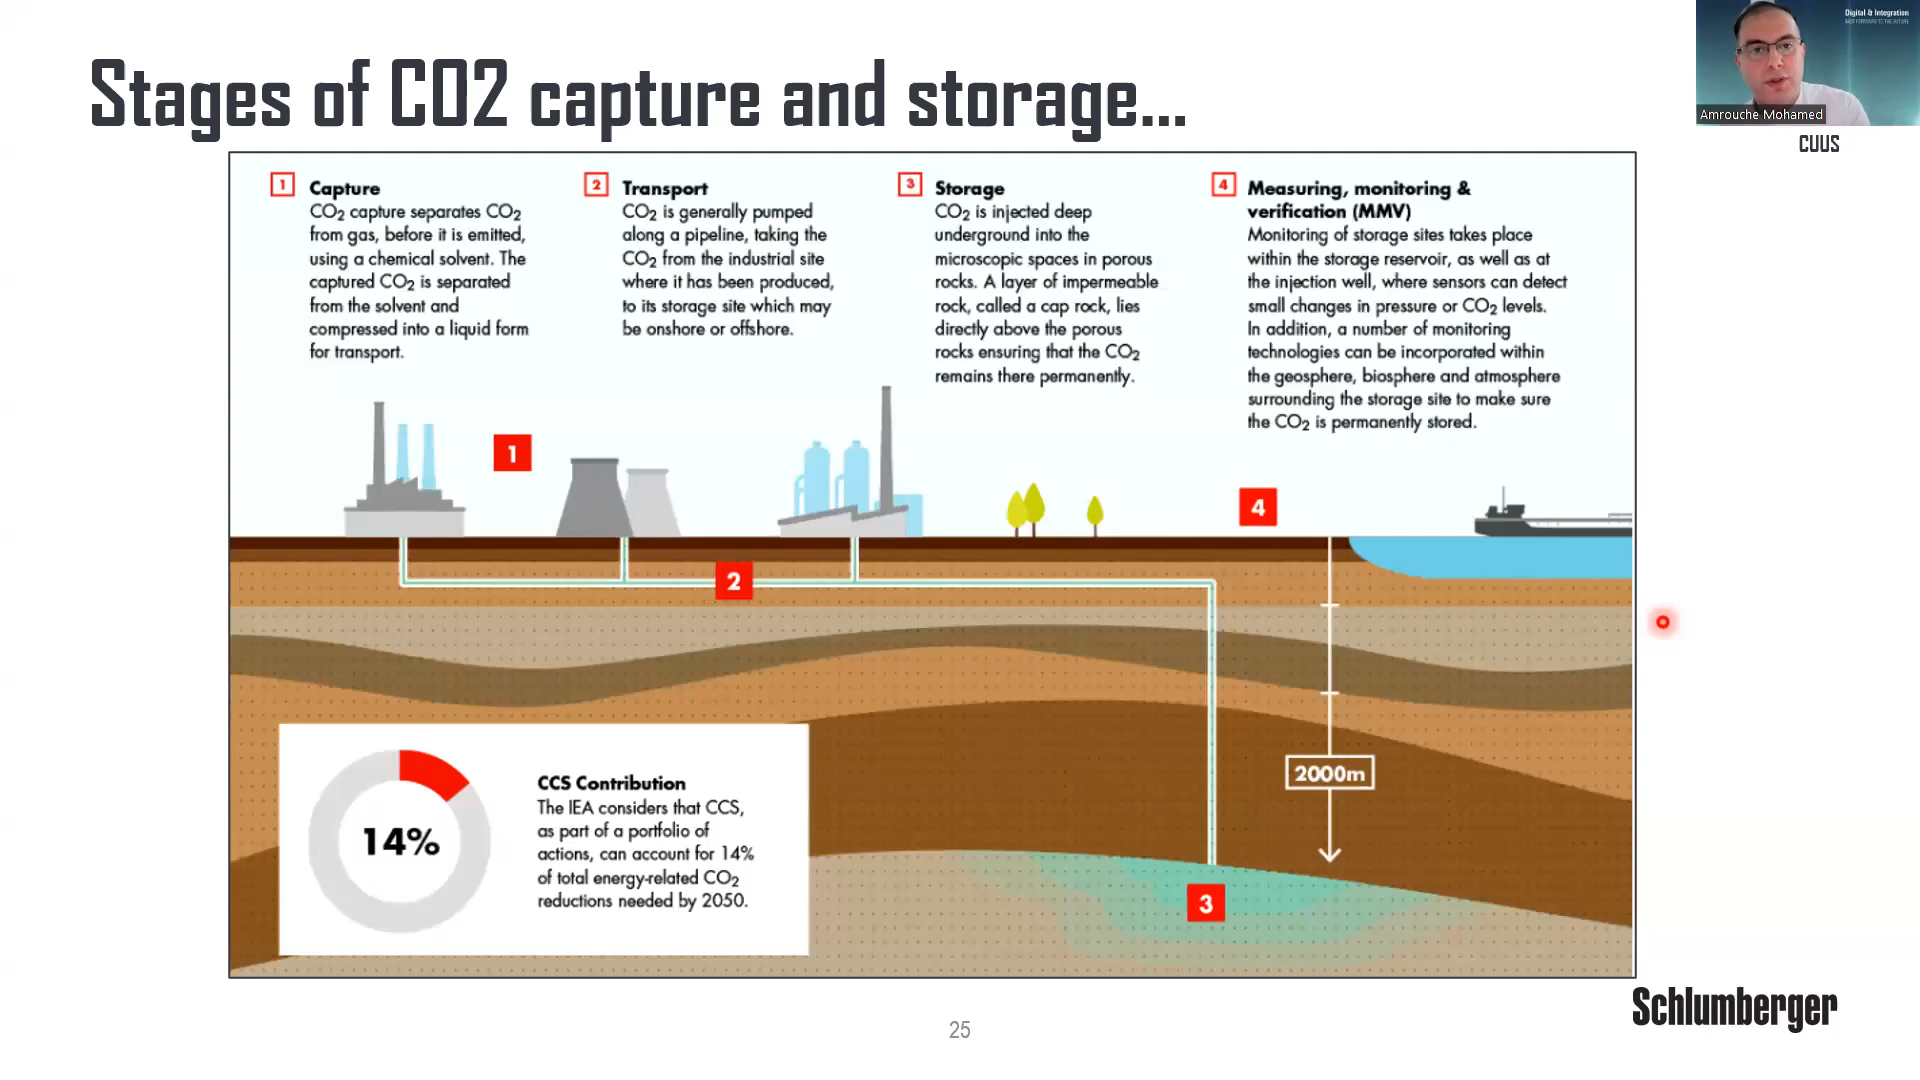 Digital & Integration
FAST FORWARD TO THE FUTURE
Amrouche Mohamed
Stages of CO2 capture and storage...
CUUS
1
Capture
CO2 capture separates CO2
from gas, before it is emitted,
using a chemical solvent. The
captured CO2 is separated
from the solvent and
compressed into a liquid form
for transport.
2
Transport
CO2 is generally pumped
along a pipeline, taking the
CO2 from the industrial site
where it has been produced,
to its storage site which may
be onshore or offshore.
3
Storage
CO2 is injected deep
underground into the
microscopic spaces in porous
rocks. A layer of impermeable
rock, called a cap rock, lies
directly above the porous
rocks ensuring that the CO2
remains there permanently.
4
Measuring, monitoring &
verification (MMV)
Monitoring of storage sites takes place
within the storage reservoir, as well as at
the injection well, where sensors can detect
small changes in pressure or CO2 levels.
In addition, a number of monitoring
technologies can be incorporated within
the geosphere, biosphere and atmosphere
surrounding the storage site to make sure
the CO2 is permanently stored.
1
4
2
2000m
14%
CCS Contribution
The IEA considers that CCS,
as part of a portfolio of
actions, can account for 14%
of total energy-related CO2
reductions needed by 2050.
3
Schlumberger
25